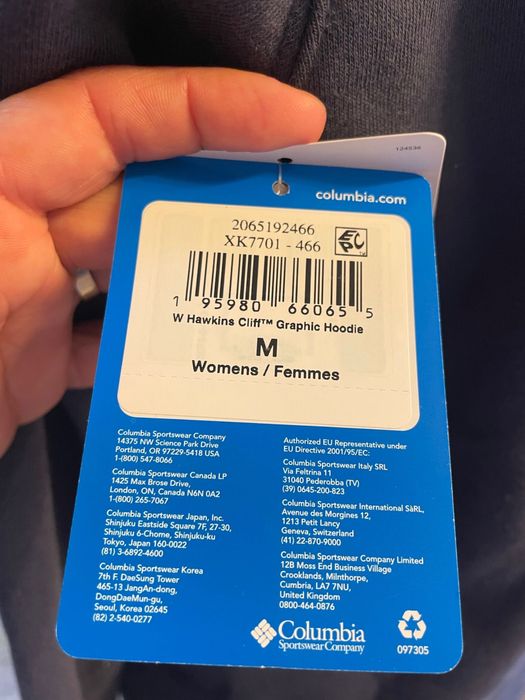 124536
columbia.com
2065192466
XK7701 - 466
EPC
1 95980 66065 5
W Hawkins Cliff™ Graphic Hoodie
M
Womens / Femmes
Columbia Sportswear Company
14375 NW Science Park Drive
Portland, OR 97229-5418 USA
1-(800) 547-8066
Columbia Sportswear Canada LP
1425 Max Brose Drive,
London, ON, Canada N6N 0A2
1-(800) 265-7067
Columbia Sportswear Japan, Inc.
Shinjuku Eastside Square 7F, 27-30,
Shinjuku 6-Chome, Shinjuku-ku
Tokyo, Japan 160-0022
(81) 3-6892-4600
Columbia Sportswear Korea
7th F. DaeSung Tower
465-13 JangAn-dong,
DongDaeMun-gu,
Seoul, Korea 02645
(82) 2-540-0277
Authorized EU Representative under
EU Directive 2001/95/EC:
Columbia Sportswear Italy SRL
Via Feltrina 11
31040 Pederobba (TV)
(39) 0645-200-823
Columbia Sportswear International SàRL,
Avenue des Morgines 12,
1213 Petit Lancy
Geneva, Switzerland
(41) 22-870-9000
Columbia Sportswear Company Limited
12B Moss End Business Village
Crooklands, Milnthorpe,
Cumbria, LA7 7NU,
United Kingdom
0800-464-0876
Columbia
Sportswear Company
097305